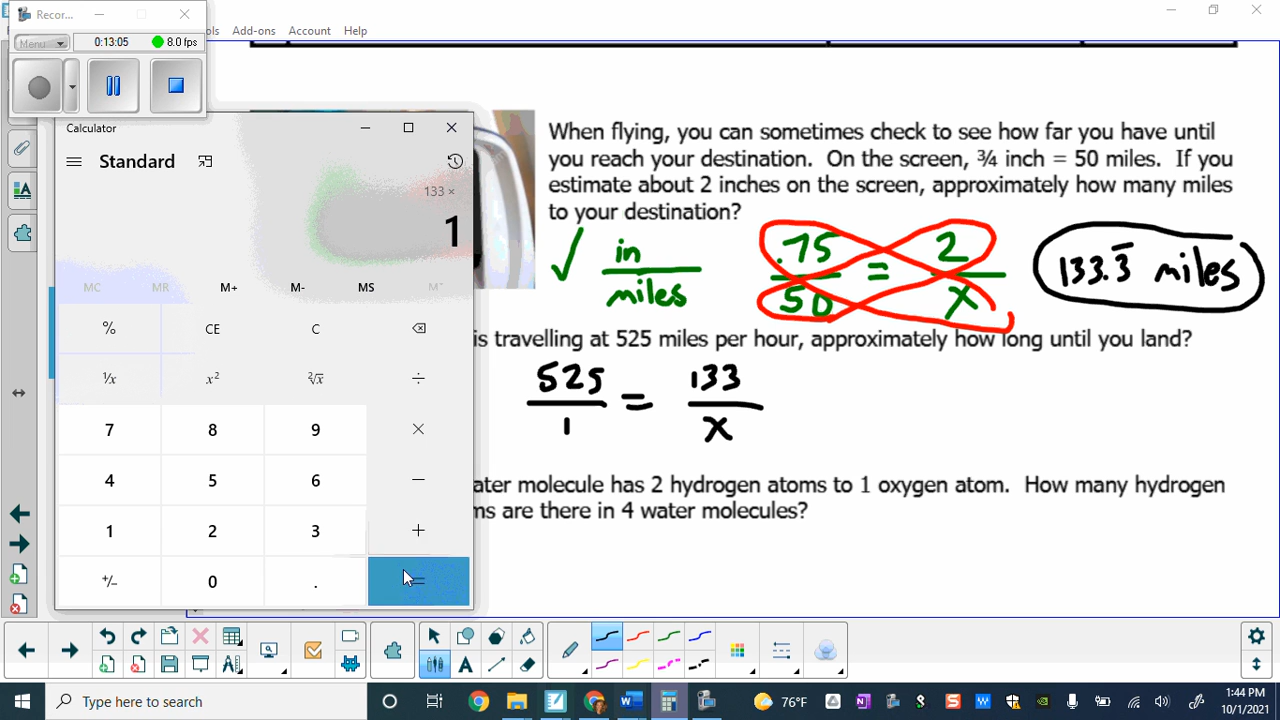 Recor...
Menu
00:13:05
8.0 fps
ols Add-ons Account Help
Calculator
Standard
133 ×
1
MC MR M+ M- MS
% CE C
¹/x x² ²√x ÷
7 8 9 ×
4 5 6 −
1 2 3 +
+/− 0 . =
When flying, you can sometimes check to see how far you have until
you reach your destination. On the screen, ¾ inch = 50 miles. If you
estimate about 2 inches on the screen, approximately how many miles
to your destination?
√ in/miles .75/50 = 2/x 133.3̅ miles
is travelling at 525 miles per hour, approximately how long until you land?
525/1 = 133/x
ater molecule has 2 hydrogen atoms to 1 oxygen atom. How many hydrogen
ms are there in 4 water molecules?
Type here to search
76°F
1:44 PM
10/1/2021